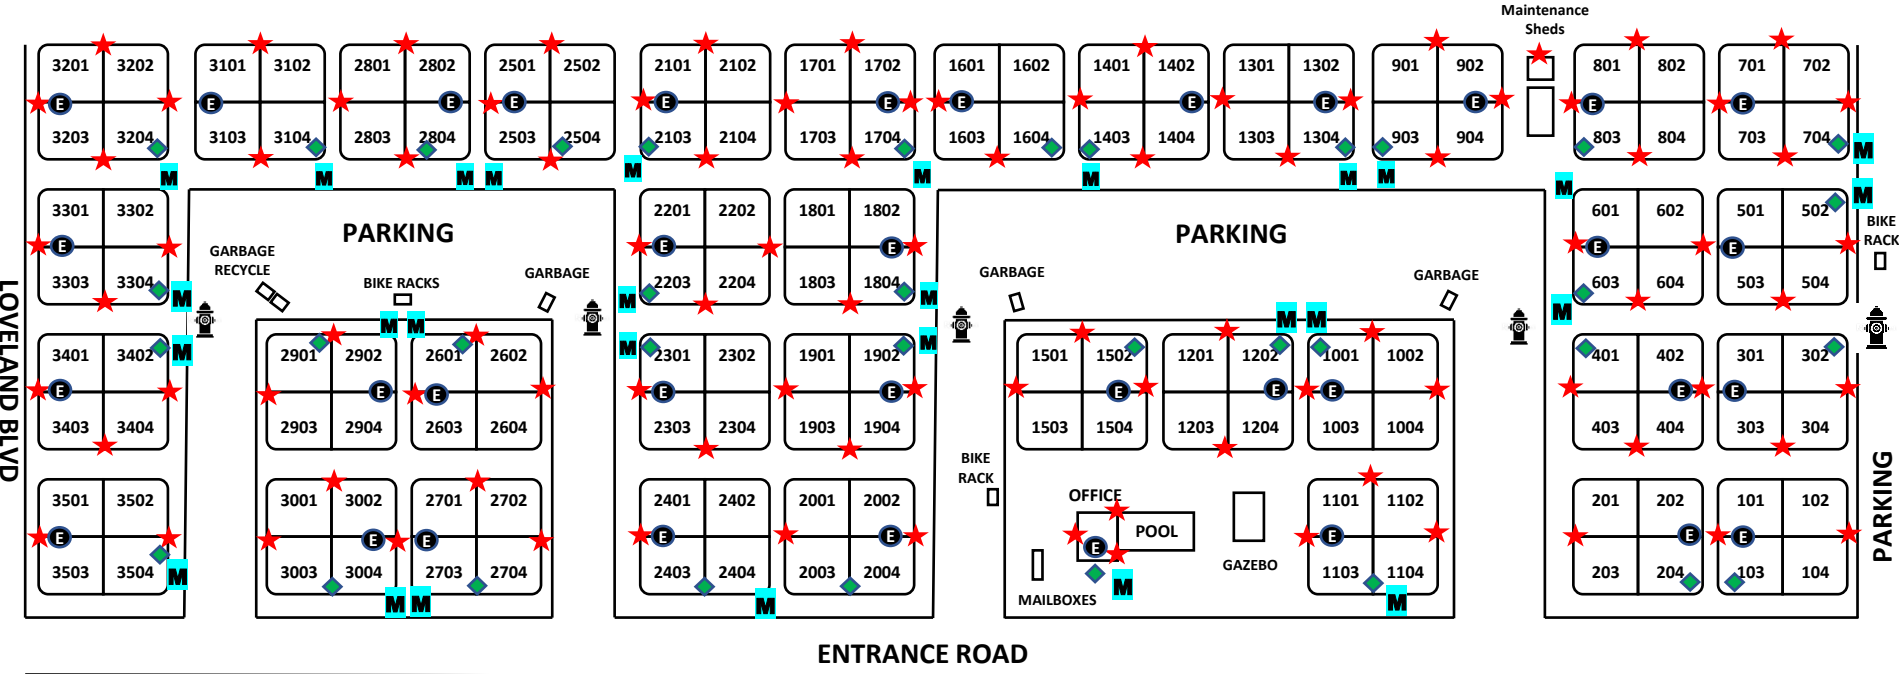 Maintenance
Sheds
3201 3202 3101 3102 2801 2802 2501 2502 2101 2102 1701 1702 1601 1602 1401 1402 1301 1302 901 902 801 802 701 702
E E E E E E E E E E E E
3203 3204 3103 3104 2803 2804 2503 2504 2103 2104 1703 1704 1603 1604 1403 1404 1303 1304 903 904 803 804 703 704
M M M M M M M M M M M M
3301 3302 2201 2202 1801 1802 601 602 501 502
PARKING PARKING
BIKE
RACK
E E E E E
GARBAGE
RECYCLE
GARBAGE GARBAGE GARBAGE
3303 3304 2203 2204 1803 1804 603 604 503 504
BIKE RACKS
M M M M
M M M M M
LOVELAND BLVD
3401 3402 2901 2902 2601 2602 2301 2302 1901 1902 1501 1502 1201 1202 1001 1002 401 402 301 302
M M M
E E E E E E E E E E
3403 3404 2903 2904 2603 2604 2303 2304 1903 1904 1503 1504 1203 1204 1003 1004 403 404 303 304
BIKE
RACK
PARKING
3501 3502 3001 3002 2701 2702 2401 2402 2001 2002 OFFICE 1101 1102 201 202 101 102
E E E E E E POOL E E E
GAZEBO
3503 3504 3003 3004 2703 2704 2403 2404 2003 2004 1103 1104 203 204 103 104
M M M M M M
MAILBOXES
ENTRANCE ROAD